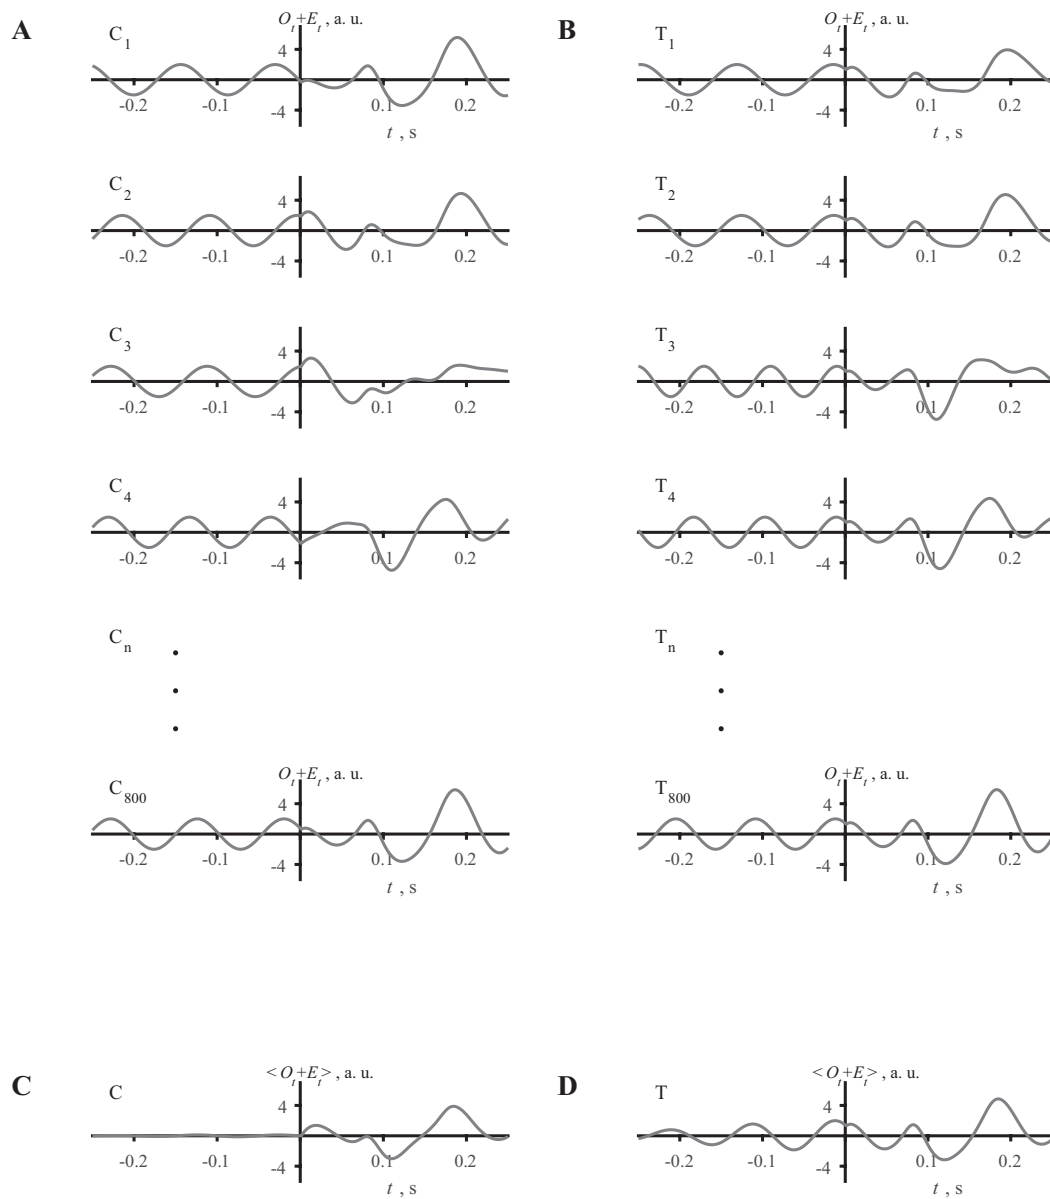 A
C1
Ot+Et , a. u.
4
-0.2 -0.1 0.1 0.2
-4
t , s
C2
4
-0.2 -0.1 0.1 0.2
-4
C3
4
-0.2 -0.1 0.1 0.2
-4
C4
4
-0.2 -0.1 0.1 0.2
-4
Cn
C800
Ot+Et , a. u.
4
-0.2 -0.1 0.1 0.2
-4
t , s
B
T1
Ot+Et , a. u.
4
-0.2 -0.1 0.1 0.2
-4
t , s
T2
4
-0.2 -0.1 0.1 0.2
-4
T3
4
-0.2 -0.1 0.1 0.2
-4
T4
4
-0.2 -0.1 0.1 0.2
-4
Tn
T800
Ot+Et , a. u.
4
-0.2 -0.1 0.1 0.2
-4
t , s
C
C
<Ot+Et> , a. u.
4
-0.2 -0.1 0.1 0.2
-4
t , s
D
T
<Ot+Et> , a. u.
4
-0.2 -0.1 0.1 0.2
-4
t , s